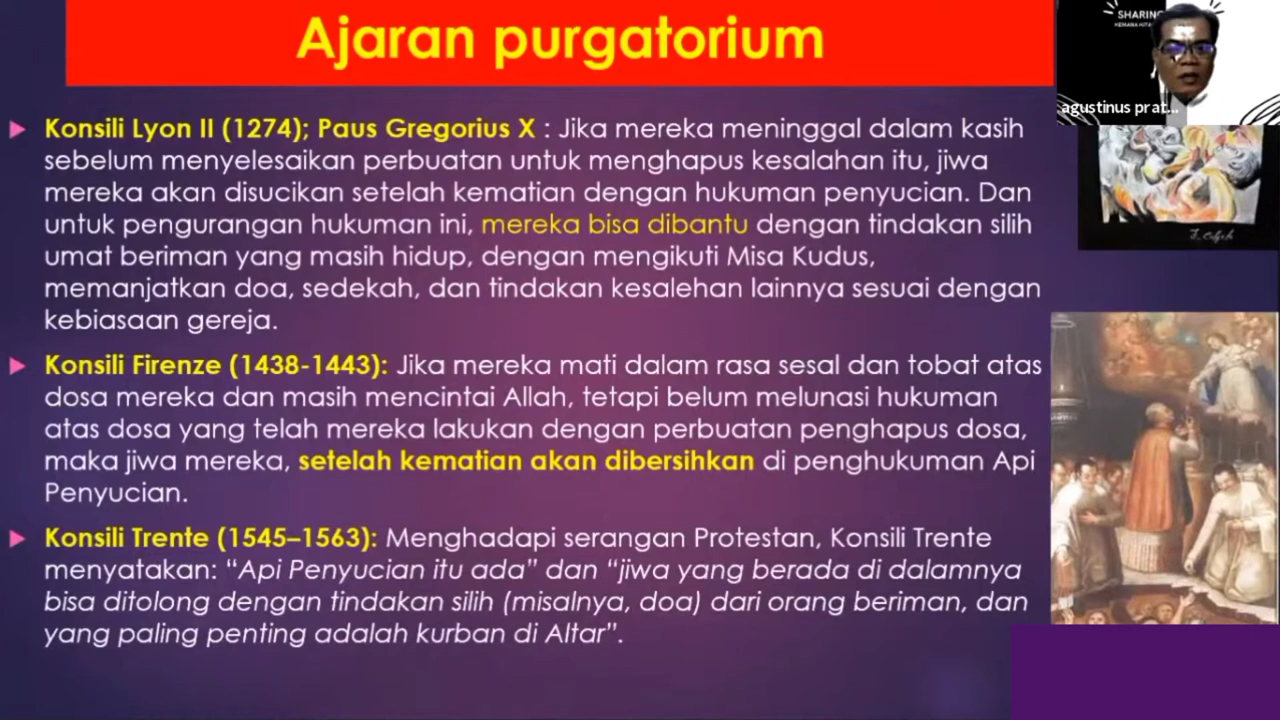 Ajaran purgatorium
Konsili Lyon II (1274); Paus Gregorius X : Jika mereka meninggal dalam kasih
sebelum menyelesaikan perbuatan untuk menghapus kesalahan itu, jiwa
mereka akan disucikan setelah kematian dengan hukuman penyucian. Dan
untuk pengurangan hukuman ini, mereka bisa dibantu dengan tindakan silih
umat beriman yang masih hidup, dengan mengikuti Misa Kudus,
memanjatkan doa, sedekah, dan tindakan kesalehan lainnya sesuai dengan
kebiasaan gereja.
Konsili Firenze (1438-1443): Jika mereka mati dalam rasa sesal dan tobat atas
dosa mereka dan masih mencintai Allah, tetapi belum melunasi hukuman
atas dosa yang telah mereka lakukan dengan perbuatan penghapus dosa,
maka jiwa mereka, setelah kematian akan dibersihkan di penghukuman Api
Penyucian.
Konsili Trente (1545–1563): Menghadapi serangan Protestan, Konsili Trente
menyatakan: “Api Penyucian itu ada” dan “jiwa yang berada di dalamnya
bisa ditolong dengan tindakan silih (misalnya, doa) dari orang beriman, dan
yang paling penting adalah kurban di Altar”.
SHARING
agustinus prat...